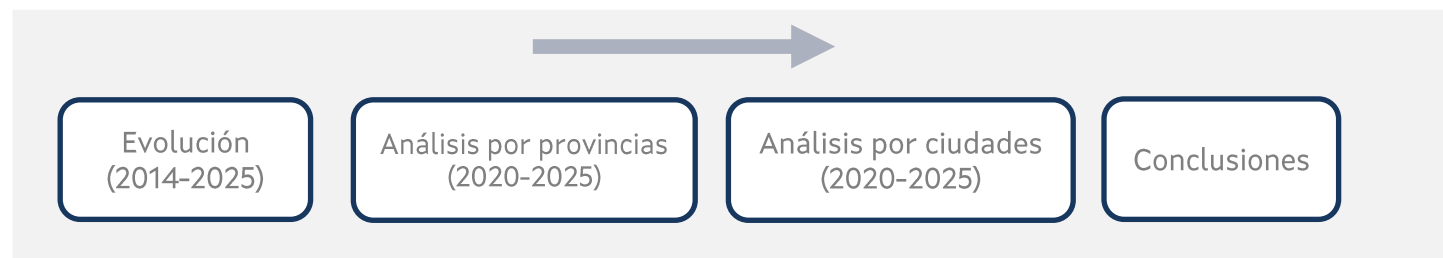 Evolución
(2014-2025)
Análisis por provincias
(2020-2025)
Análisis por ciudades
(2020-2025)
Conclusiones